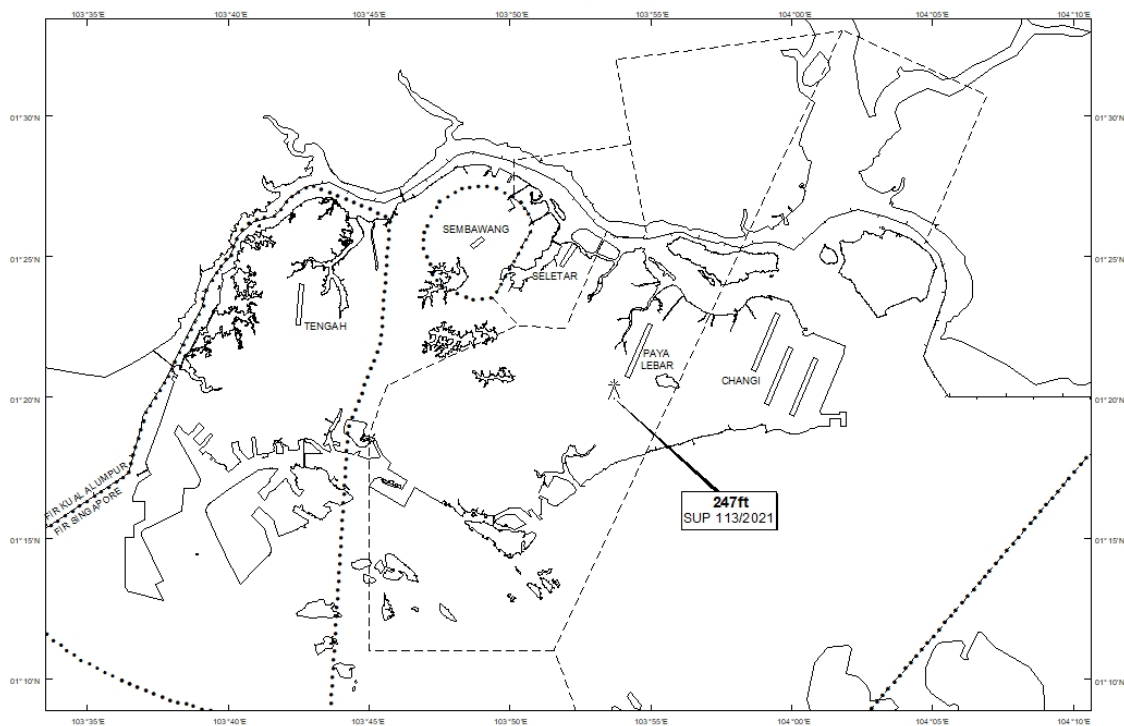 103°35'E 103°40'E 103°45'E 103°50'E 103°55'E 104°00'E 104°05'E 104°10'E
01°30'N 01°30'N
SEMBAWANG
01°25'N SELETAR 01°25'N
TENGAH
PAYA
LEBAR
CHANGI
01°20'N 01°20'N
FIR KUALALUMPUR
FIR SINGAPORE
247ft
SUP 113/2021
01°15'N 01°15'N
01°10'N 01°10'N
103°35'E 103°40'E 103°45'E 103°50'E 103°55'E 104°00'E 104°05'E 104°10'E